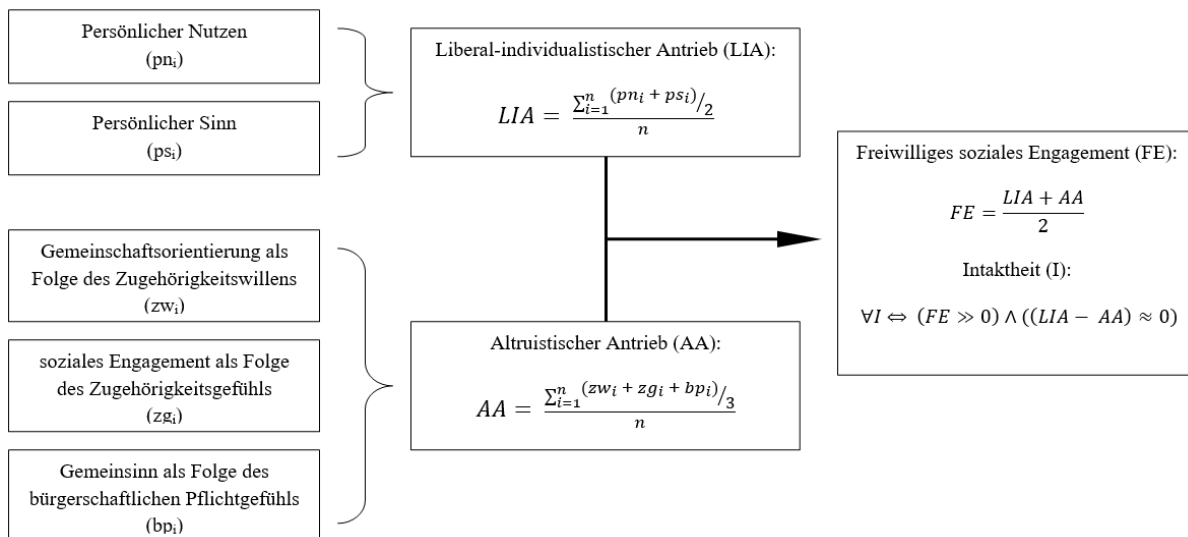 Persönlicher Nutzen
(pnᵢ)
Persönlicher Sinn
(psᵢ)
Gemeinschaftsorientierung als
Folge des Zugehörigkeitswillens
(zwᵢ)
soziales Engagement als Folge
des Zugehörigkeitsgefühls
(zgᵢ)
Gemeinsinn als Folge des
bürgerschaftlichen Pflichtgefühls
(bpᵢ)
Liberal-individualistischer Antrieb (LIA):
LIA = ∑ⁿᵢ₌₁ (pnᵢ + psᵢ)/2 / n
Altruistischer Antrieb (AA):
AA = ∑ⁿᵢ₌₁ (zwᵢ + zgᵢ + bpᵢ)/3 / n
Freiwilliges soziales Engagement (FE):
FE = LIA + AA / 2
Intaktheit (I):
∀I ⇔ (FE ≫ 0) ∧ ((LIA − AA) ≈ 0)